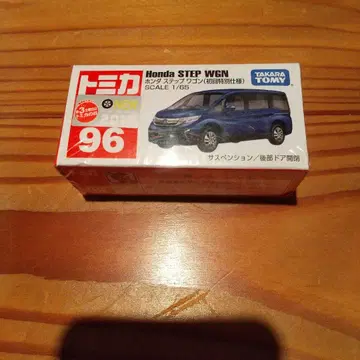 トミカ
Honda STEP WGN
ホンダ ステップ ワゴン(初回特別仕様)
SCALE 1/65
TAKARA TOMY
96
サスペンション/後部ドア開閉